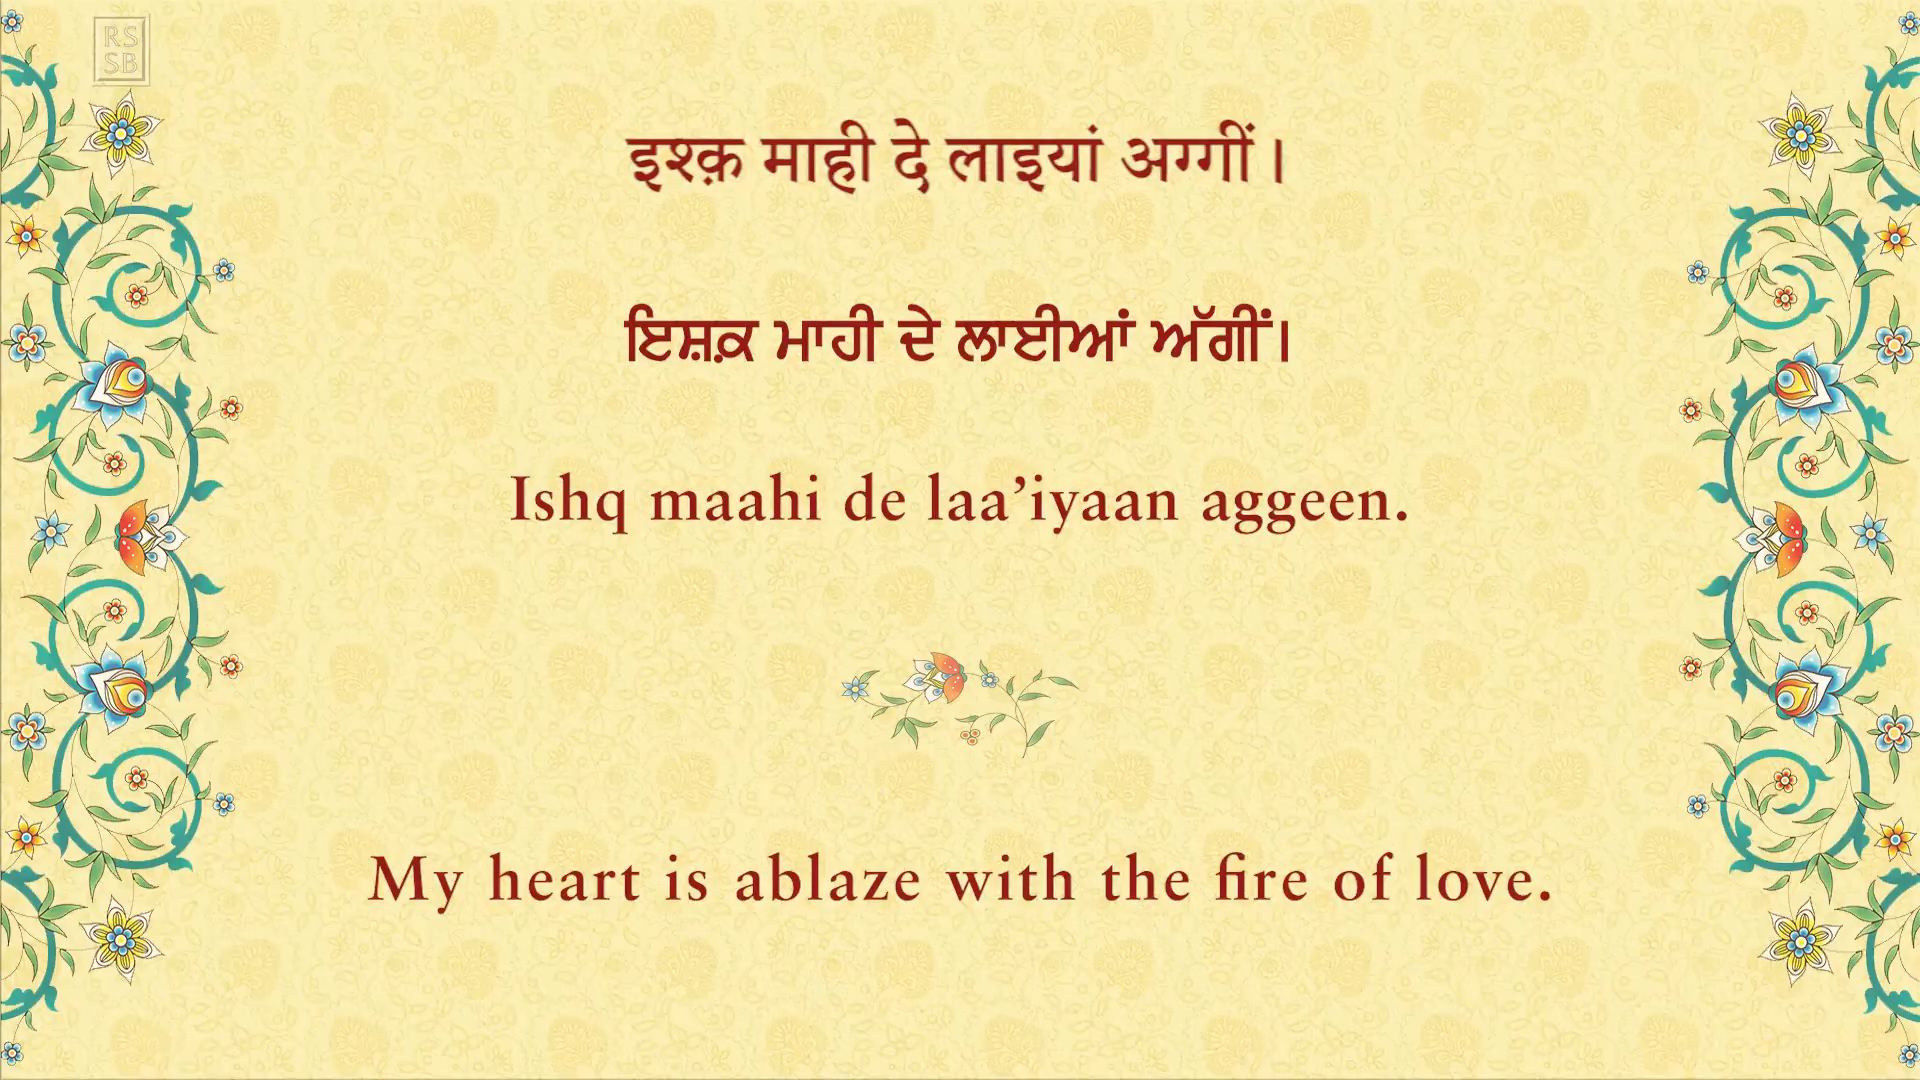 RS
SB
इश्क़ माही दे लाइयां अग्गीं।
ਇਸ਼ਕ਼ ਮਾਹੀ ਦੇ ਲਾਈਆਂ ਅੱਗੀਂ।
Ishq maahi de laa’iyaan aggeen.
My heart is ablaze with the fire of love.